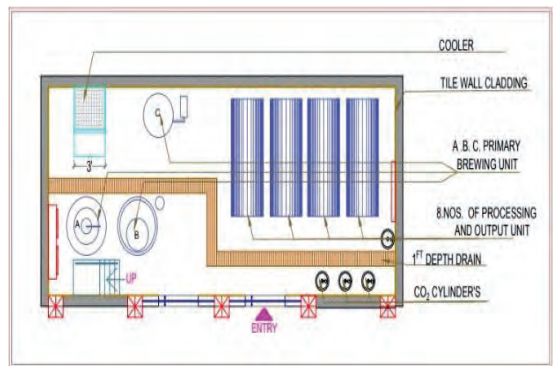 COOLER
TILE WALL CLADDING
A .B. C. PRIMARY
BREWING UNIT
8.NOS. OF PROCESSING
AND OUTPUT UNIT
1FT DEPTH DRAIN
CO2 CYLINDER'S
C
3'
A
B
UP
ENTRY